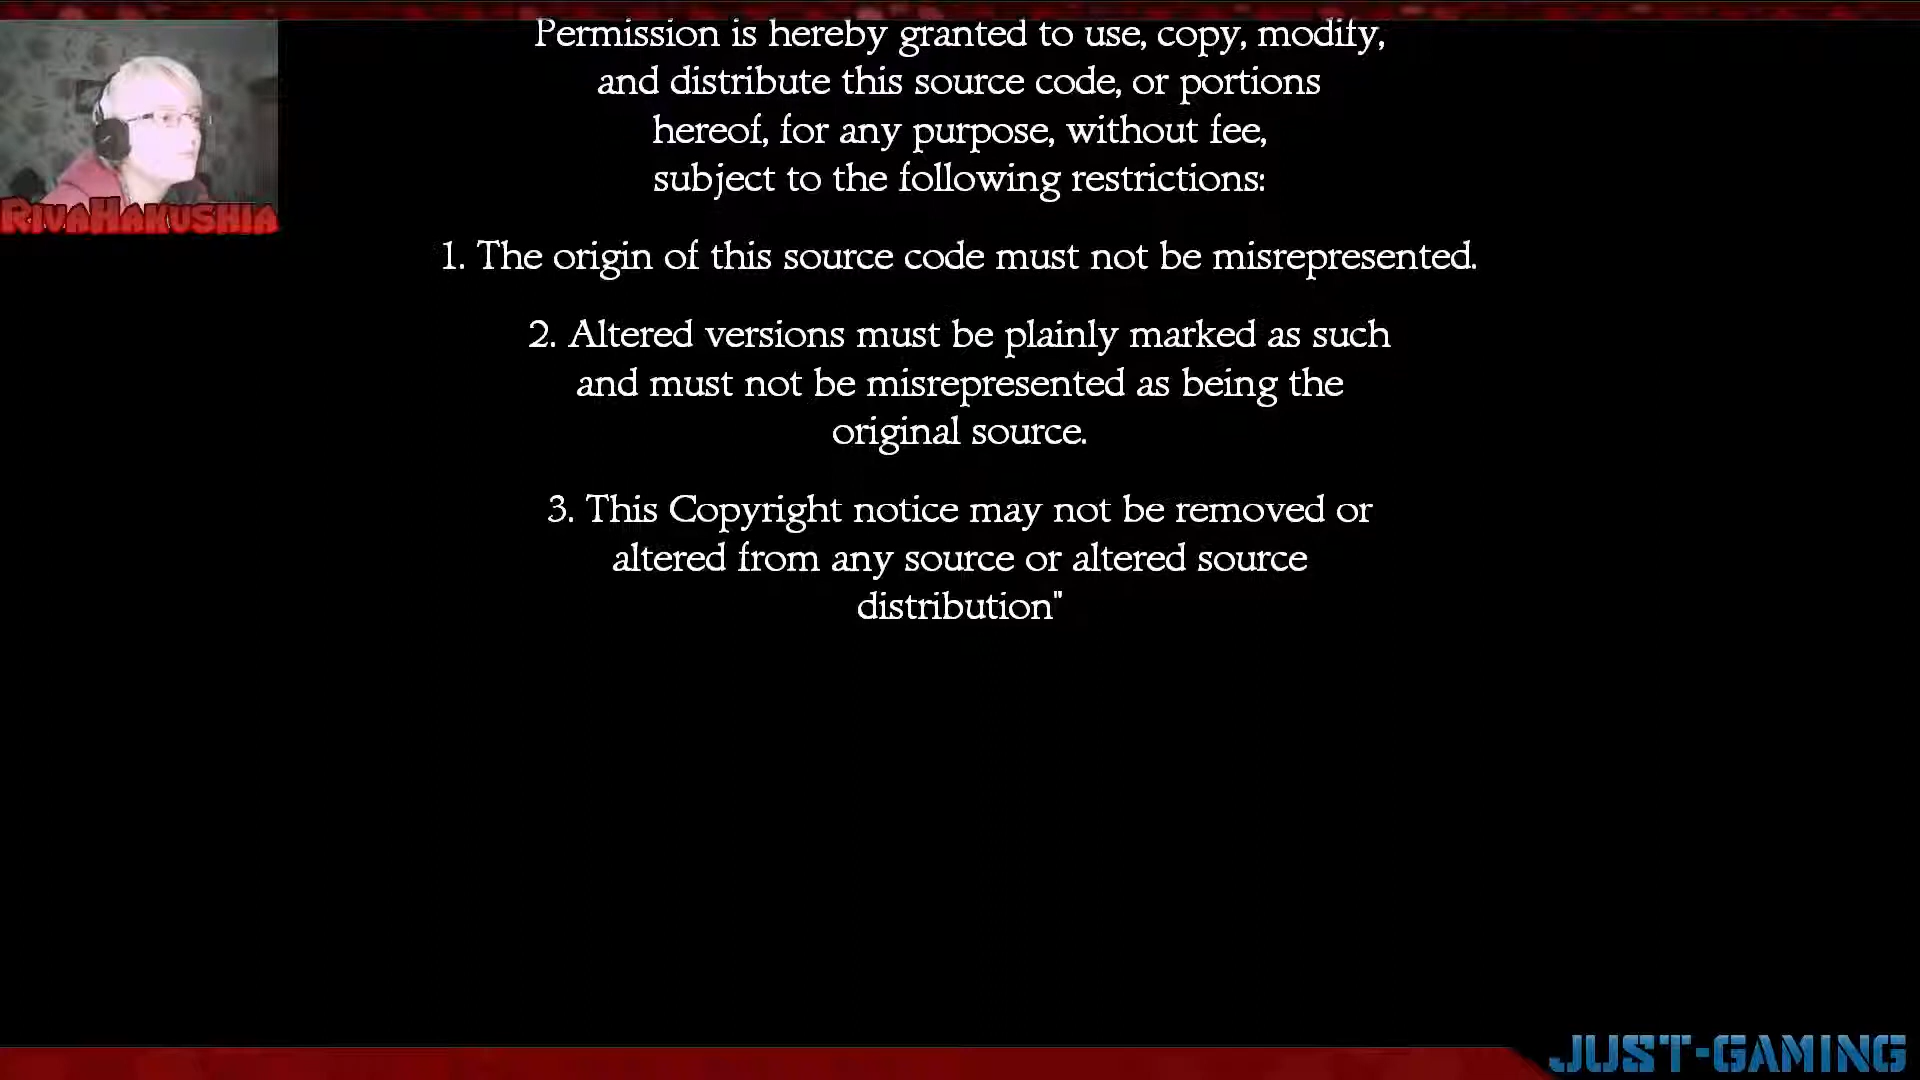 Permission is hereby granted to use, copy, modify,
and distribute this source code, or portions
hereof, for any purpose, without fee,
subject to the following restrictions:
RivaHakushia
1. The origin of this source code must not be misrepresented.
2. Altered versions must be plainly marked as such
and must not be misrepresented as being the
original source.
3. This Copyright notice may not be removed or
altered from any source or altered source
distribution"
JUST-GAMING